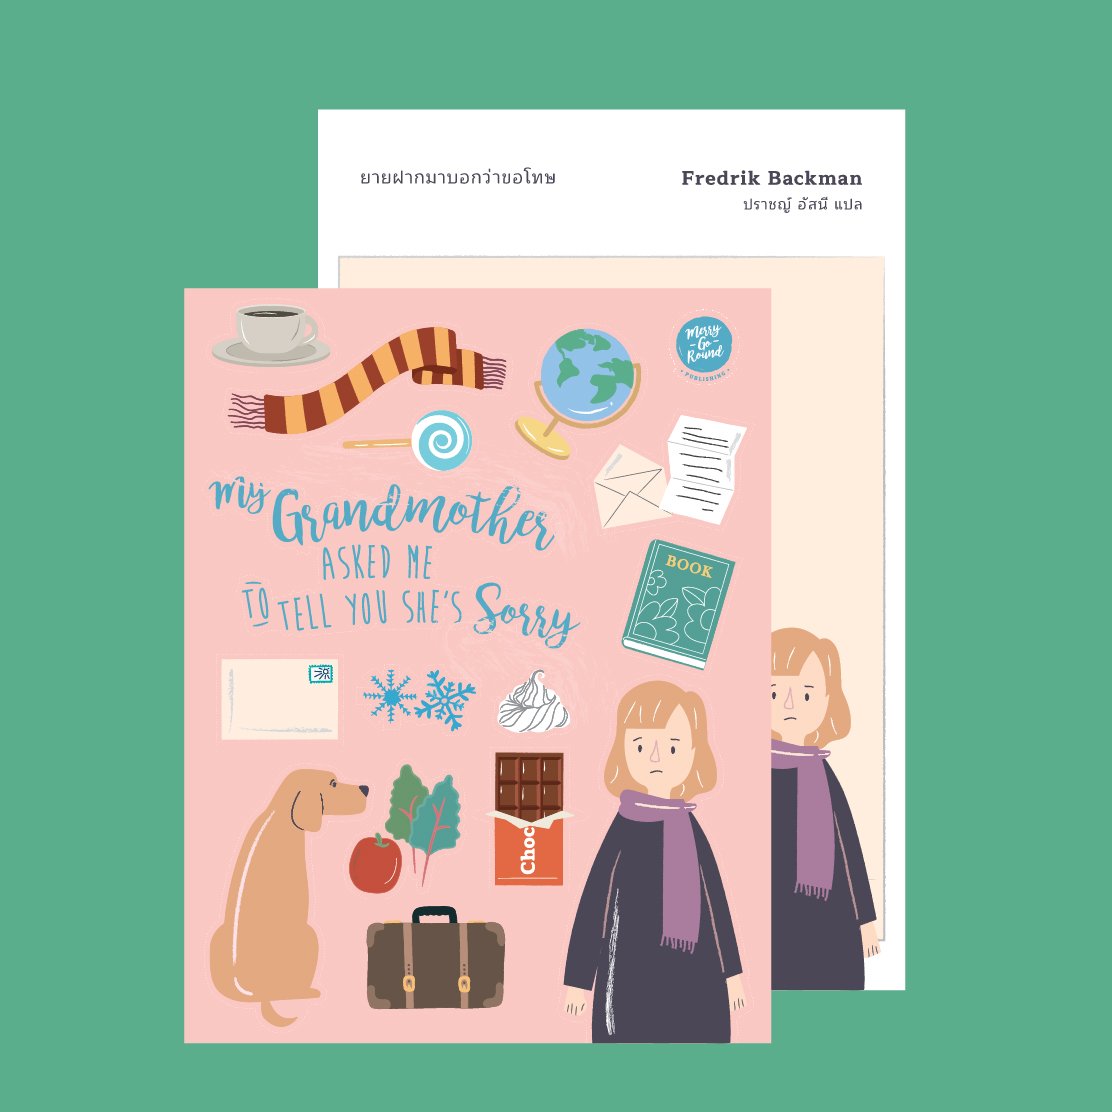 ยายฝากมาบอกว่าขอโทษ
Fredrik Backman
ปราชญ์ อัสนี แปล
Merry
~Go~
Round
• PUBLISHING •
My
Grandmother
ASKED ME
TO TELL YOU SHE'S Sorry
BOOK
Choc